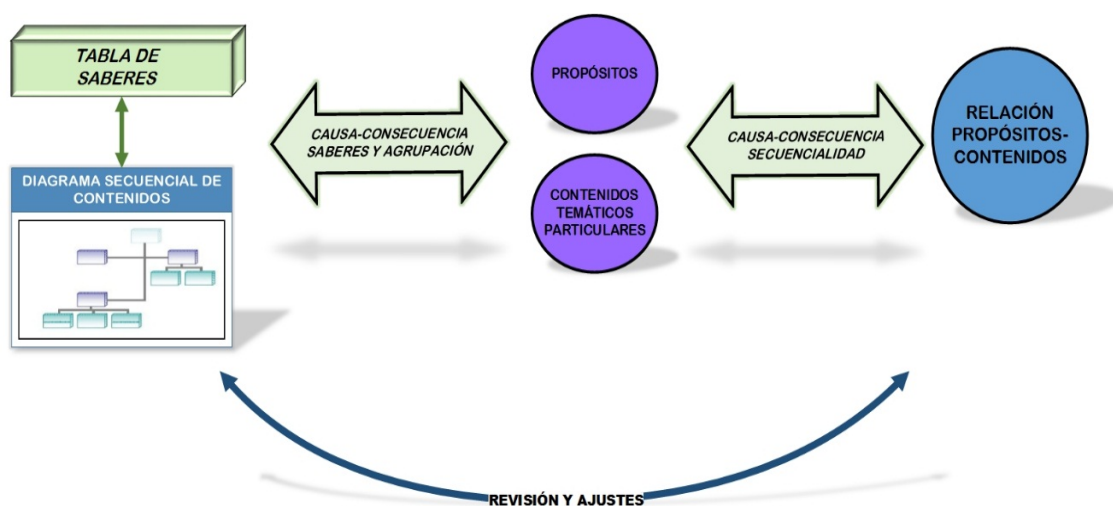 TABLA DE
SABERES
DIAGRAMA SECUENCIAL DE
CONTENIDOS
CAUSA-CONSECUENCIA
SABERES Y AGRUPACIÓN
PROPÓSITOS
CONTENIDOS
TEMÁTICOS
PARTICULARES
CAUSA-CONSECUENCIA
SECUENCIALIDAD
RELACIÓN
PROPÓSITOS-
CONTENIDOS
REVISIÓN Y AJUSTES